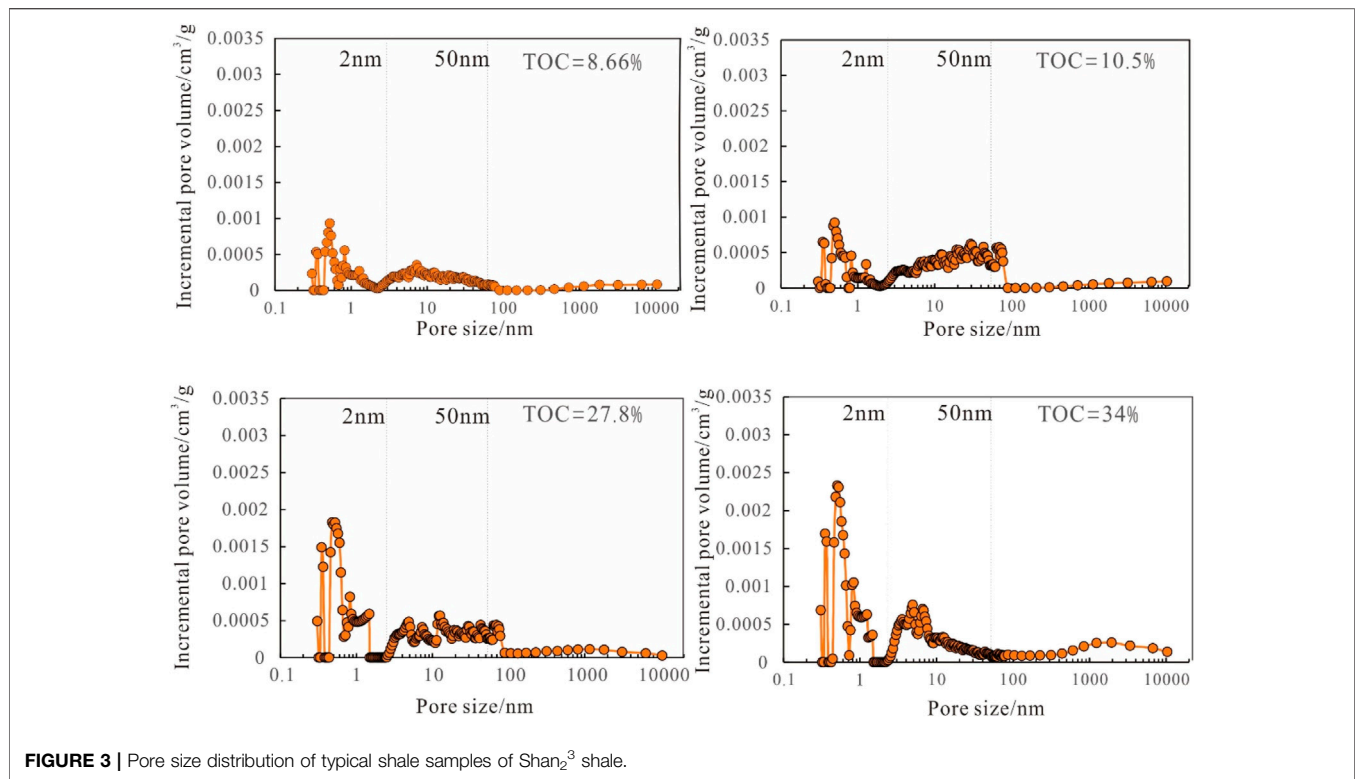 Incremental pore volume/cm³/g
0.0035
0.003
0.0025
0.002
0.0015
0.001
0.0005
0
2nm 50nm TOC=8.66%
0.1 1 10 100 1000 10000
Pore size/nm
Incremental pore volume/cm³/g
0.0035
0.003
0.0025
0.002
0.0015
0.001
0.0005
0
2nm 50nm TOC=10.5%
0.1 1 10 100 1000 10000
Pore size/nm
Incremental pore volume/cm³/g
0.0035
0.003
0.0025
0.002
0.0015
0.001
0.0005
0
2nm 50nm TOC=27.8%
0.1 1 10 100 1000 10000
Pore size/nm
Incremental pore volume/cm³/g
0.0035
0.003
0.0025
0.002
0.0015
0.001
0.0005
0
2nm 50nm TOC=34%
0.1 1 10 100 1000 10000
Pore size/nm
FIGURE 3 | Pore size distribution of typical shale samples of Shan₂³ shale.